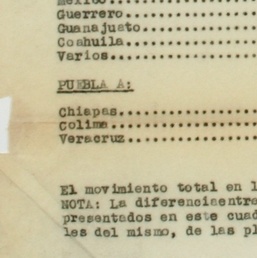 México..............
Guerrero..............
Guanajuato............
Coahuila..............
Varios................
PUEBLA A:
Chiapas...............
Colima................
Veracruz..............
El movimiento total en l
NOTA: La diferenciaentre
presentados en este cuad
les del mismo, de las pl